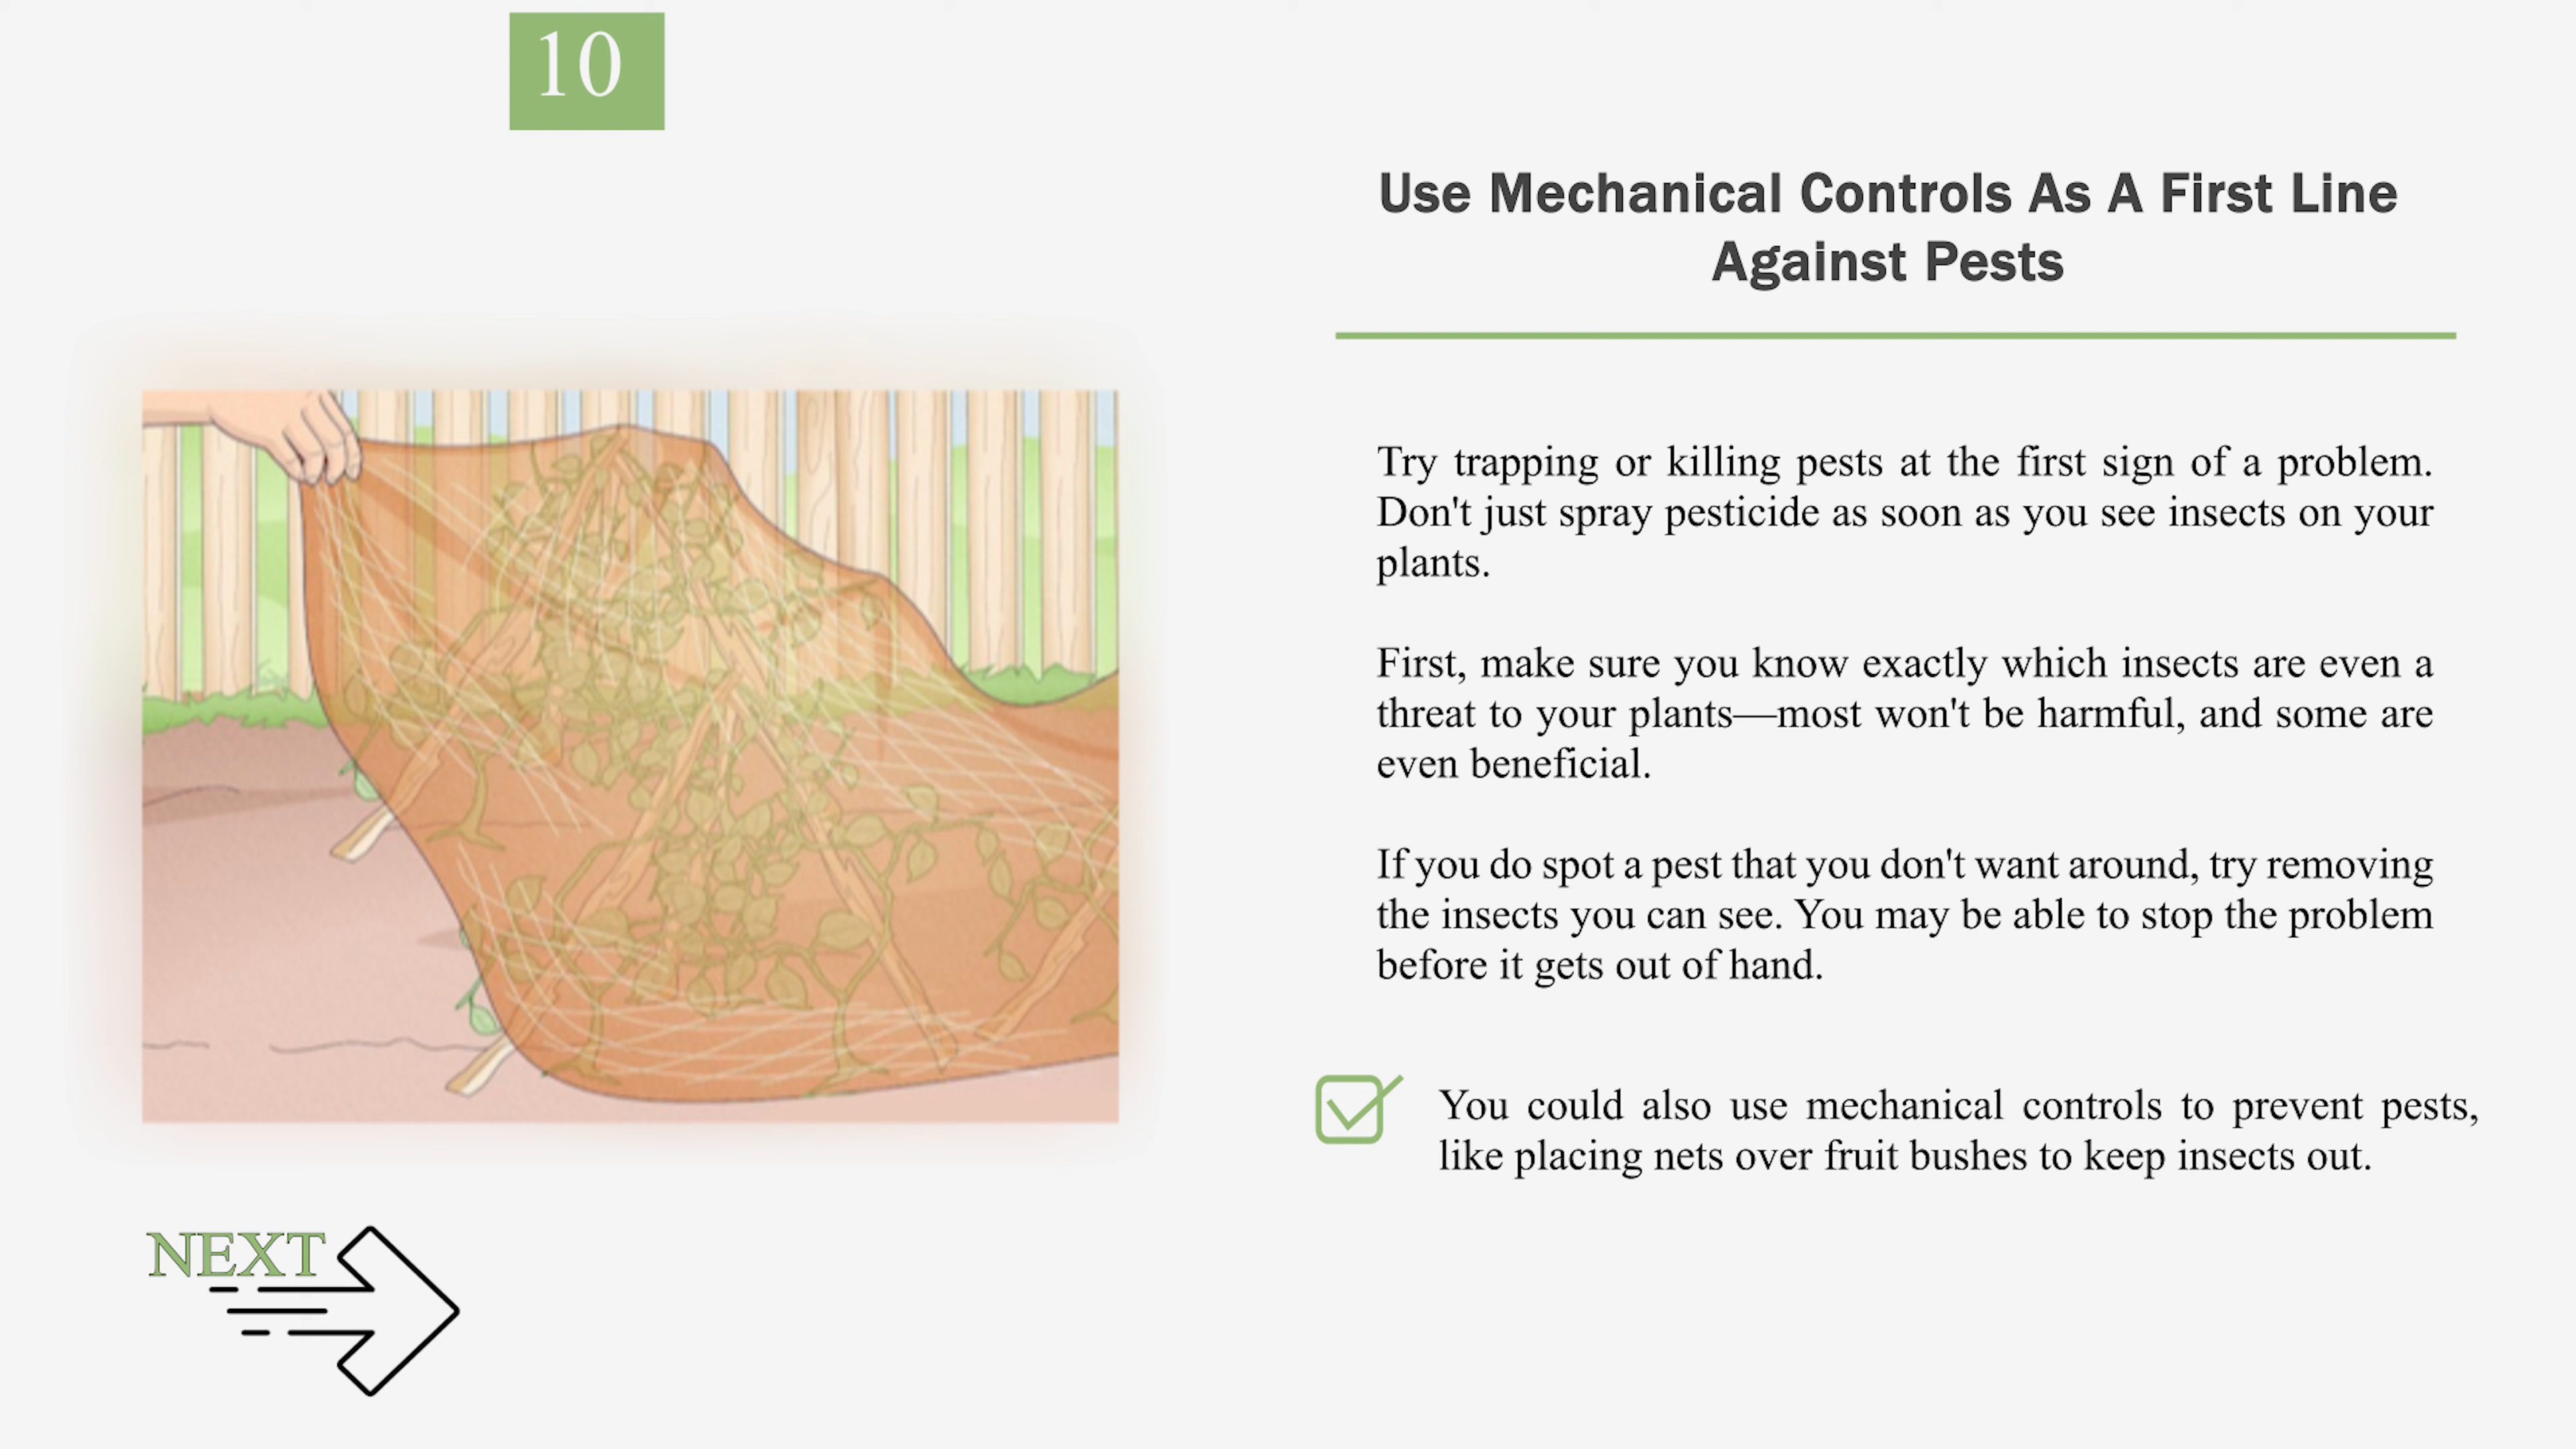 10
Use Mechanical Controls As A First Line
Against Pests
Try trapping or killing pests at the first sign of a problem.
Don't just spray pesticide as soon as you see insects on your
plants.
First, make sure you know exactly which insects are even a
threat to your plants—most won't be harmful, and some are
even beneficial.
If you do spot a pest that you don't want around, try removing
the insects you can see. You may be able to stop the problem
before it gets out of hand.
You could also use mechanical controls to prevent pests,
like placing nets over fruit bushes to keep insects out.
NEXT